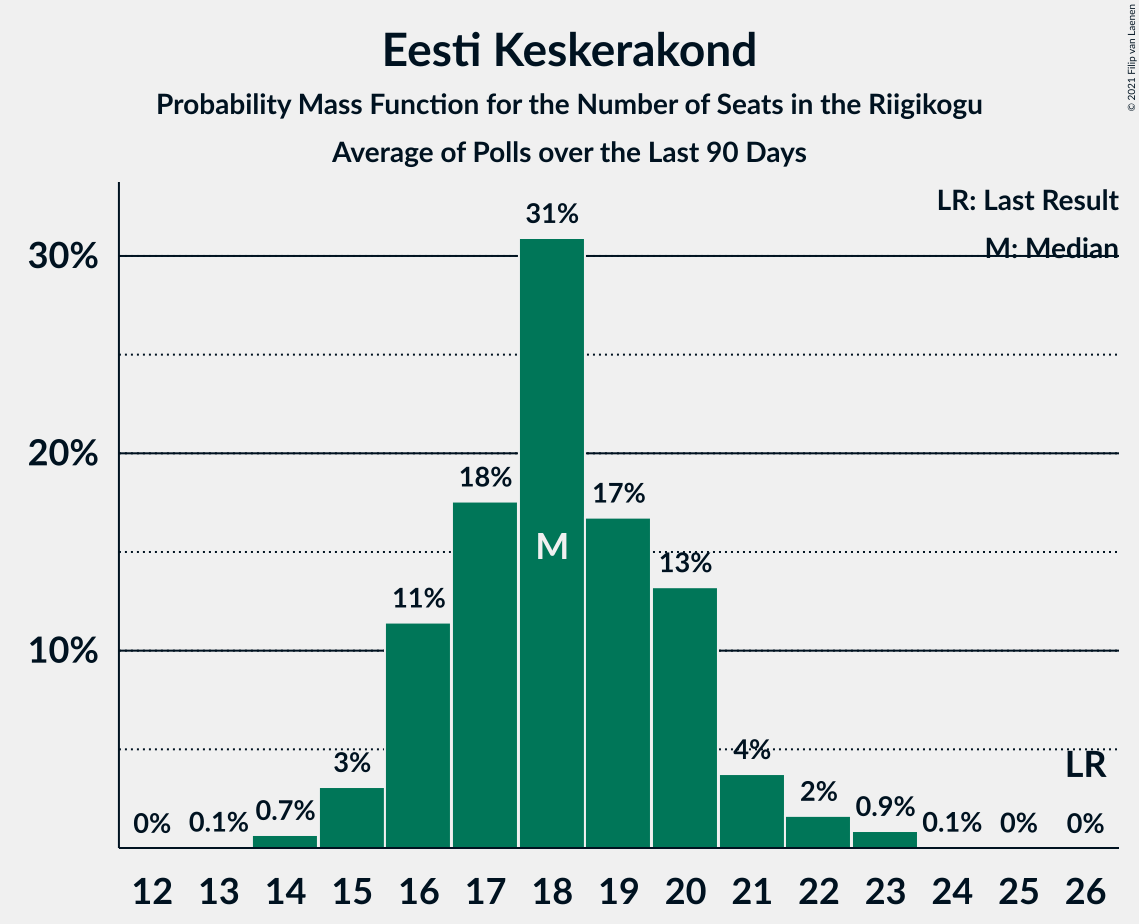 Eesti Keskerakond
Probability Mass Function for the Number of Seats in the Riigikogu
Average of Polls over the Last 90 Days
© 2021 Filip van Laenen
LR: Last Result
M: Median
30%
20%
10%
0%
0.1%
0.7%
3%
11%
18%
31%
17%
13%
4%
2%
0.9%
0.1%
0%
0%
M
LR
12 13 14 15 16 17 18 19 20 21 22 23 24 25 26